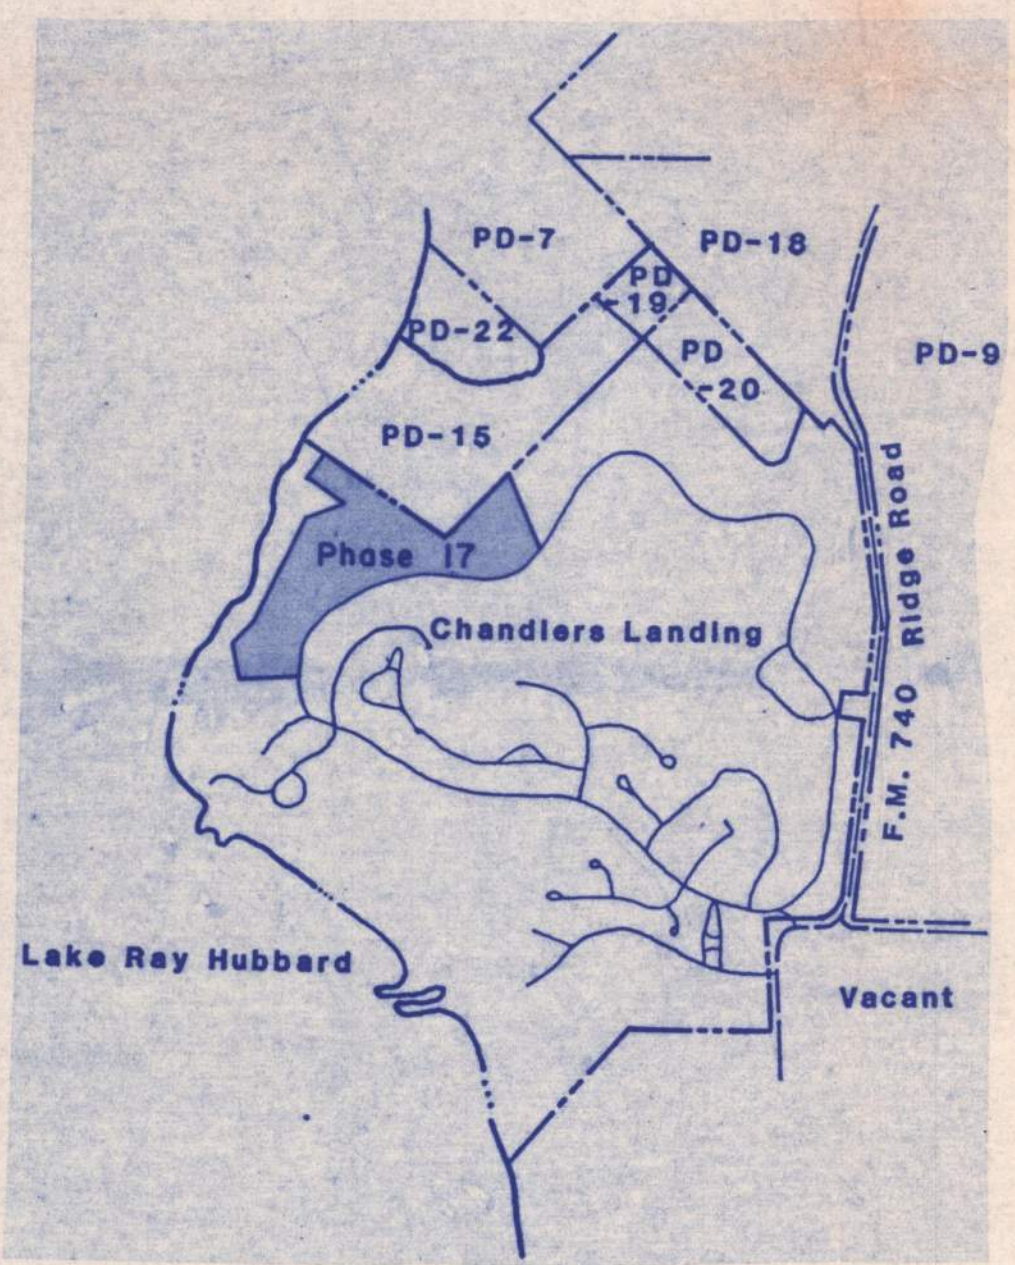 PD-7
PD-18
PD
-19
PD-22
PD
-20
PD-9
PD-15
Phase 17
Chandlers Landing
F.M. 740 Ridge Road
Lake Ray Hubbard
Vacant